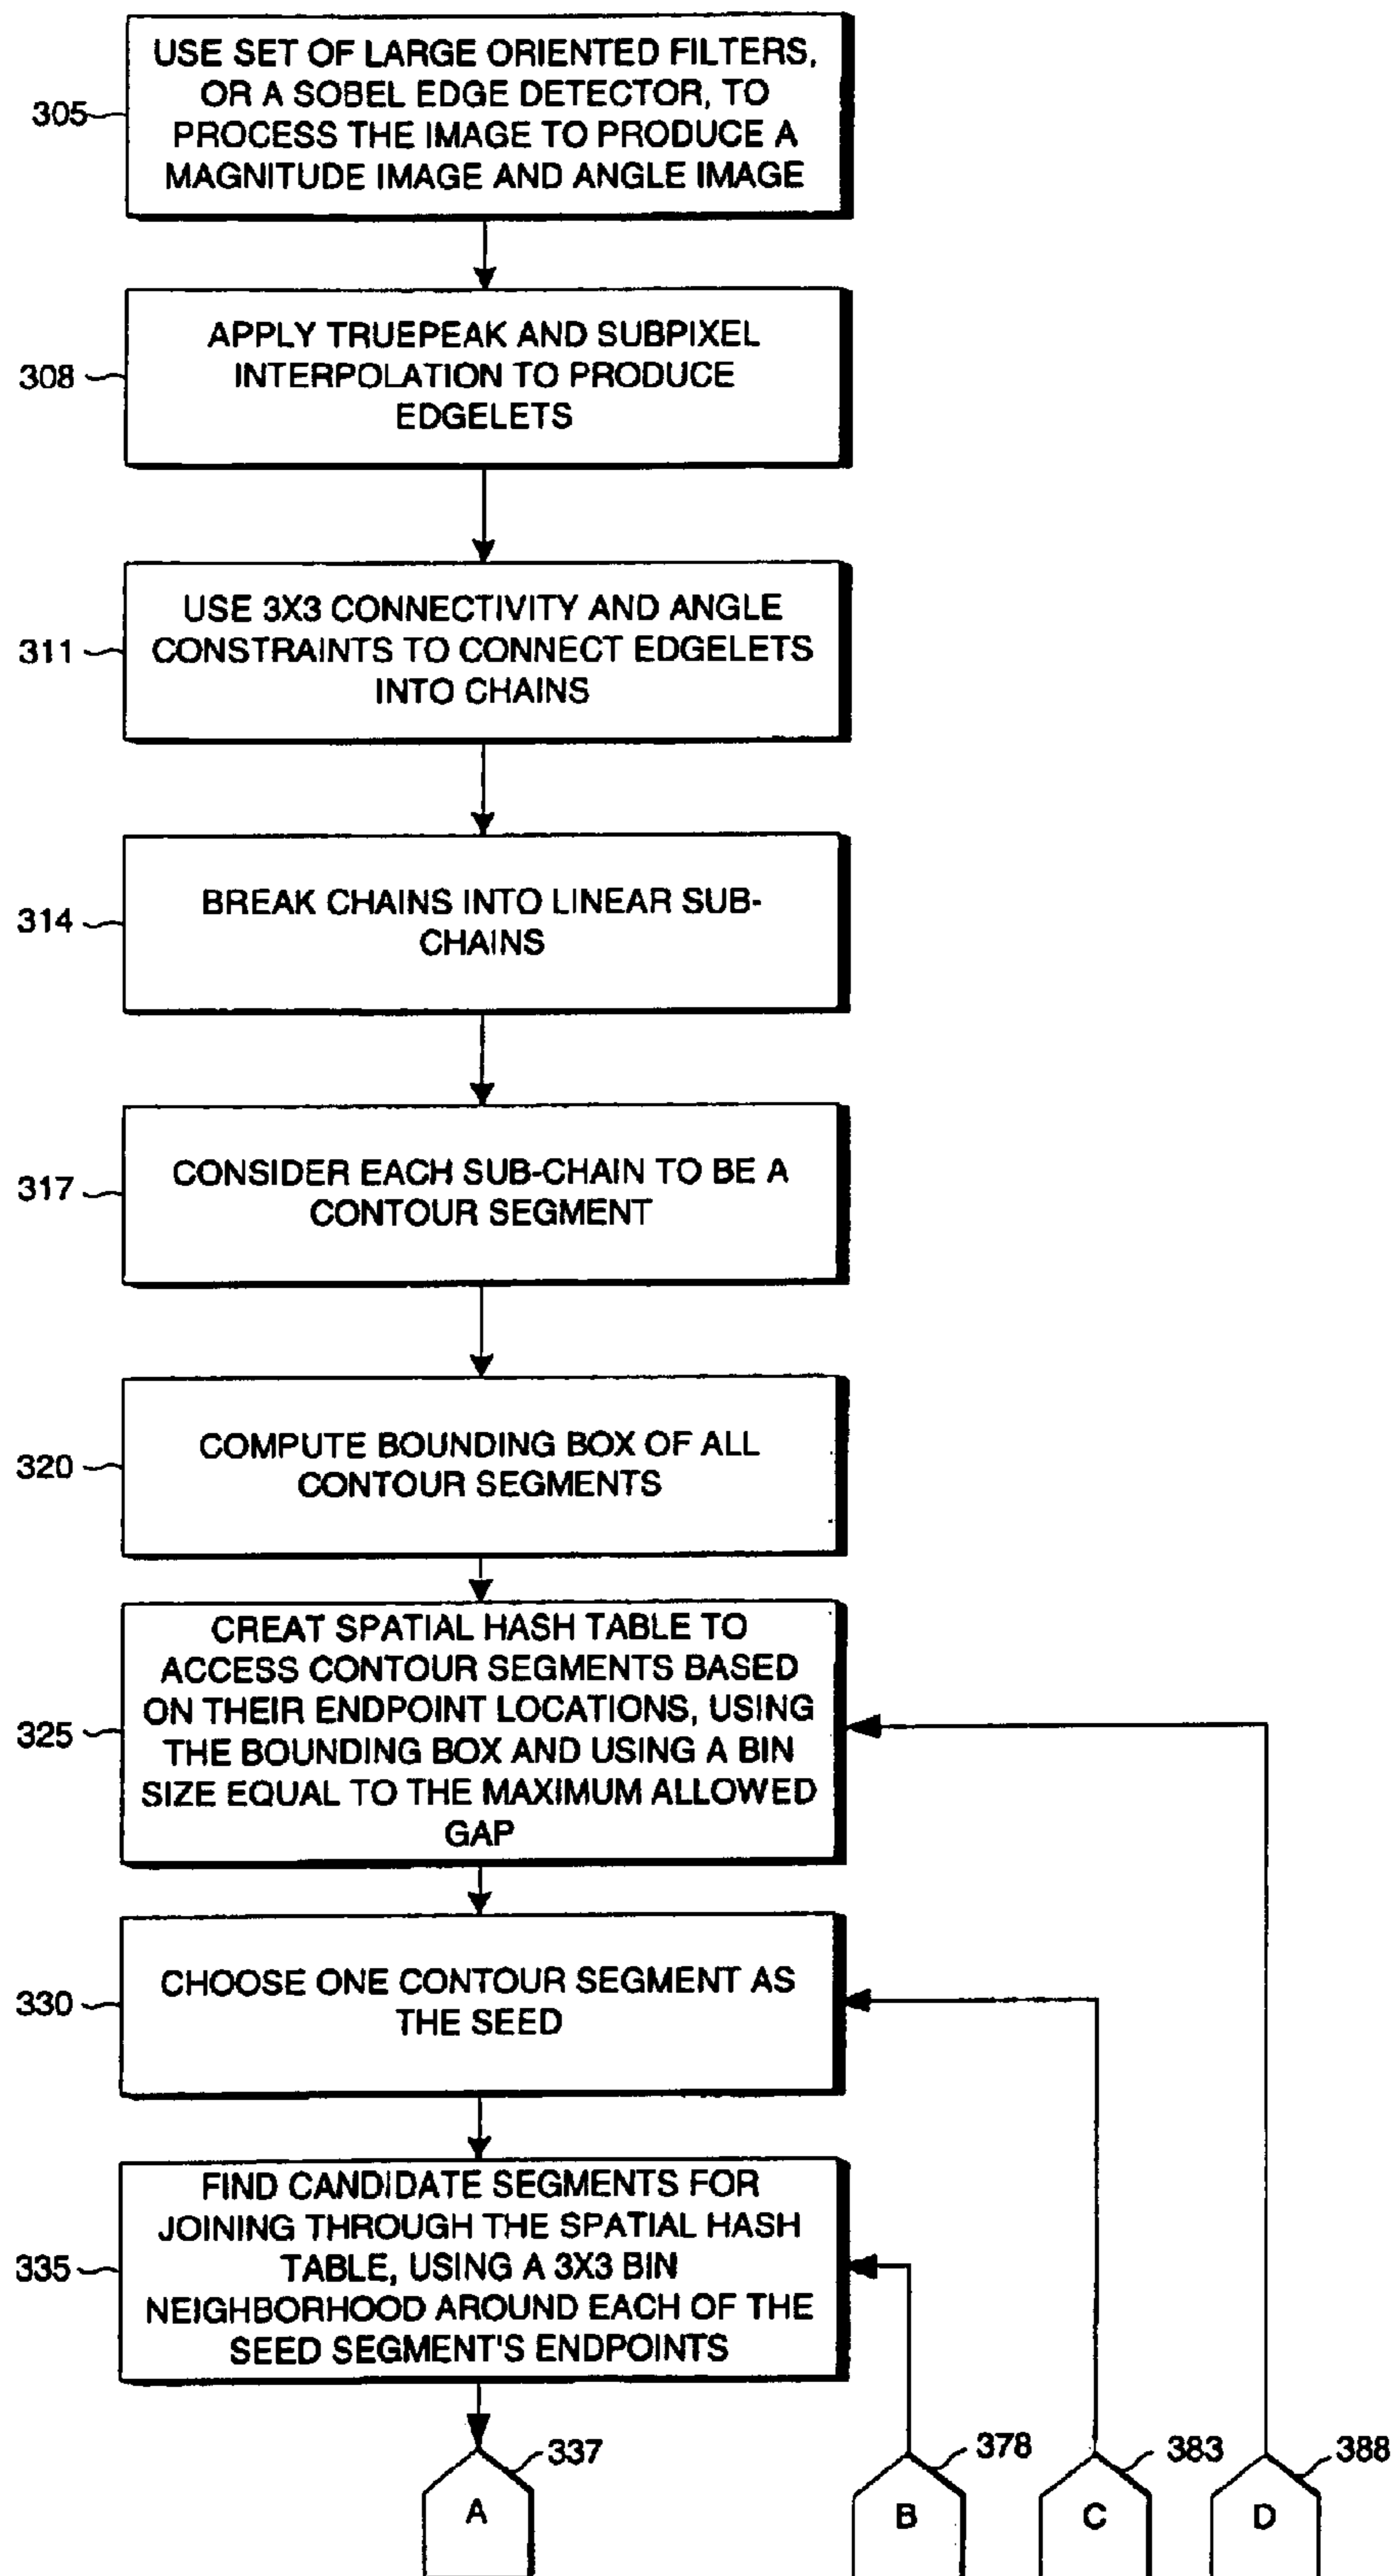 305
USE SET OF LARGE ORIENTED FILTERS,
OR A SOBEL EDGE DETECTOR, TO
PROCESS THE IMAGE TO PRODUCE A
MAGNITUDE IMAGE AND ANGLE IMAGE
308
APPLY TRUEPEAK AND SUBPIXEL
INTERPOLATION TO PRODUCE
EDGELETS
311
USE 3X3 CONNECTIVITY AND ANGLE
CONSTRAINTS TO CONNECT EDGELETS
INTO CHAINS
314
BREAK CHAINS INTO LINEAR SUB-
CHAINS
317
CONSIDER EACH SUB-CHAIN TO BE A
CONTOUR SEGMENT
320
COMPUTE BOUNDING BOX OF ALL
CONTOUR SEGMENTS
325
CREAT SPATIAL HASH TABLE TO
ACCESS CONTOUR SEGMENTS BASED
ON THEIR ENDPOINT LOCATIONS, USING
THE BOUNDING BOX AND USING A BIN
SIZE EQUAL TO THE MAXIMUM ALLOWED
GAP
330
CHOOSE ONE CONTOUR SEGMENT AS
THE SEED
335
FIND CANDIDATE SEGMENTS FOR
JOINING THROUGH THE SPATIAL HASH
TABLE, USING A 3X3 BIN
NEIGHBORHOOD AROUND EACH OF THE
SEED SEGMENT'S ENDPOINTS
337
A
378
B
383
C
388
D